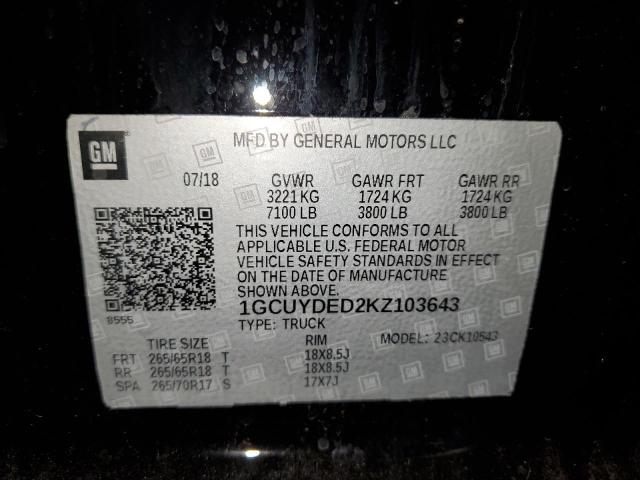 GM
MFD BY GENERAL MOTORS LLC
07/18 GVWR GAWR FRT GAWR RR
3221 KG 1724 KG 1724 KG
7100 LB 3800 LB 3800 LB
THIS VEHICLE CONFORMS TO ALL
APPLICABLE U.S. FEDERAL MOTOR
VEHICLE SAFETY STANDARDS IN EFFECT
ON THE DATE OF MANUFACTURE
SHOWN ABOVE.
8555
1GCUYDED2KZ103643
TYPE: TRUCK MODEL: 23CK10543
TIRE SIZE RIM
FRT 265/65R18 T 18X8.5J
RR 265/65R18 T 18X8.5J
SPA 265/70R17 S 17X7J